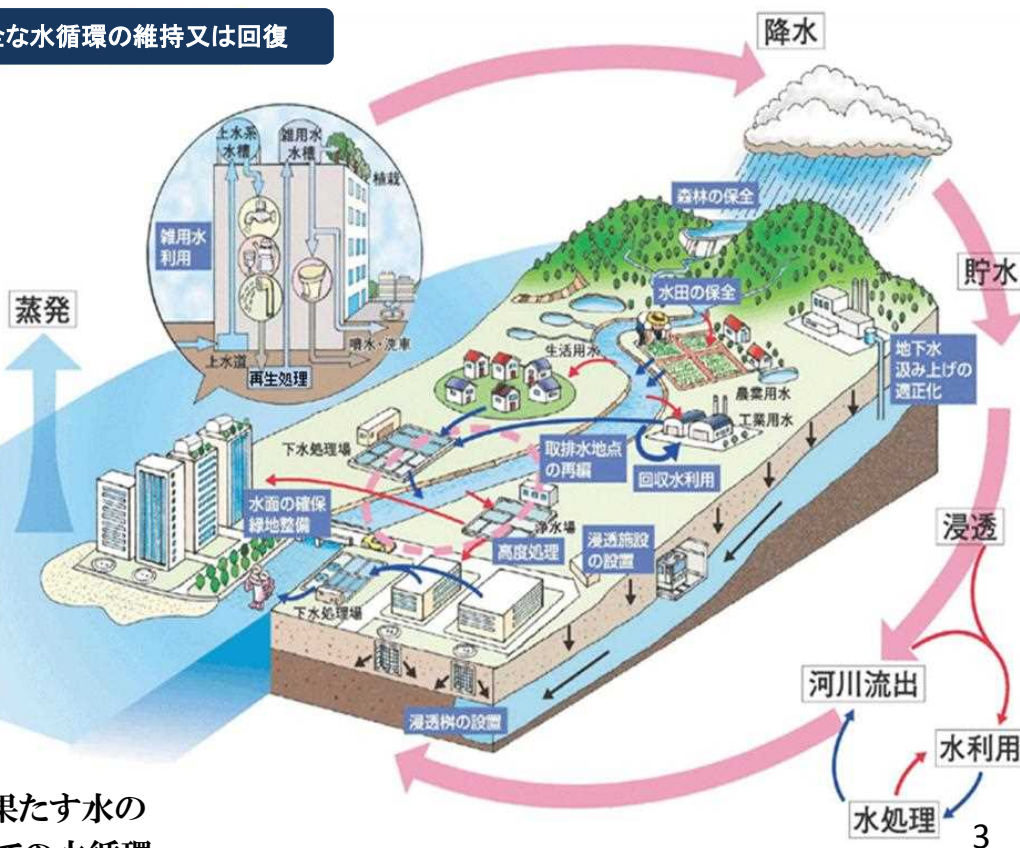 全な水循環の維持又は回復
降水
上水系
水槽
雑用水
水槽
植栽
雑用水
利用
上水道
再生処理
噴水・洗車
蒸発
森林の保全
水田の保全
貯水
地下水
汲み上げの
適正化
生活用水
農業用水
工業用水
下水処理場
取排水地点
の再編
回収水利用
水面の確保
緑地整備
浄水場
高度処理
浸透施設
の設置
浸透
下水処理場
浸透桝の設置
河川流出
水利用
水処理
果たす水の
ての水循環
3